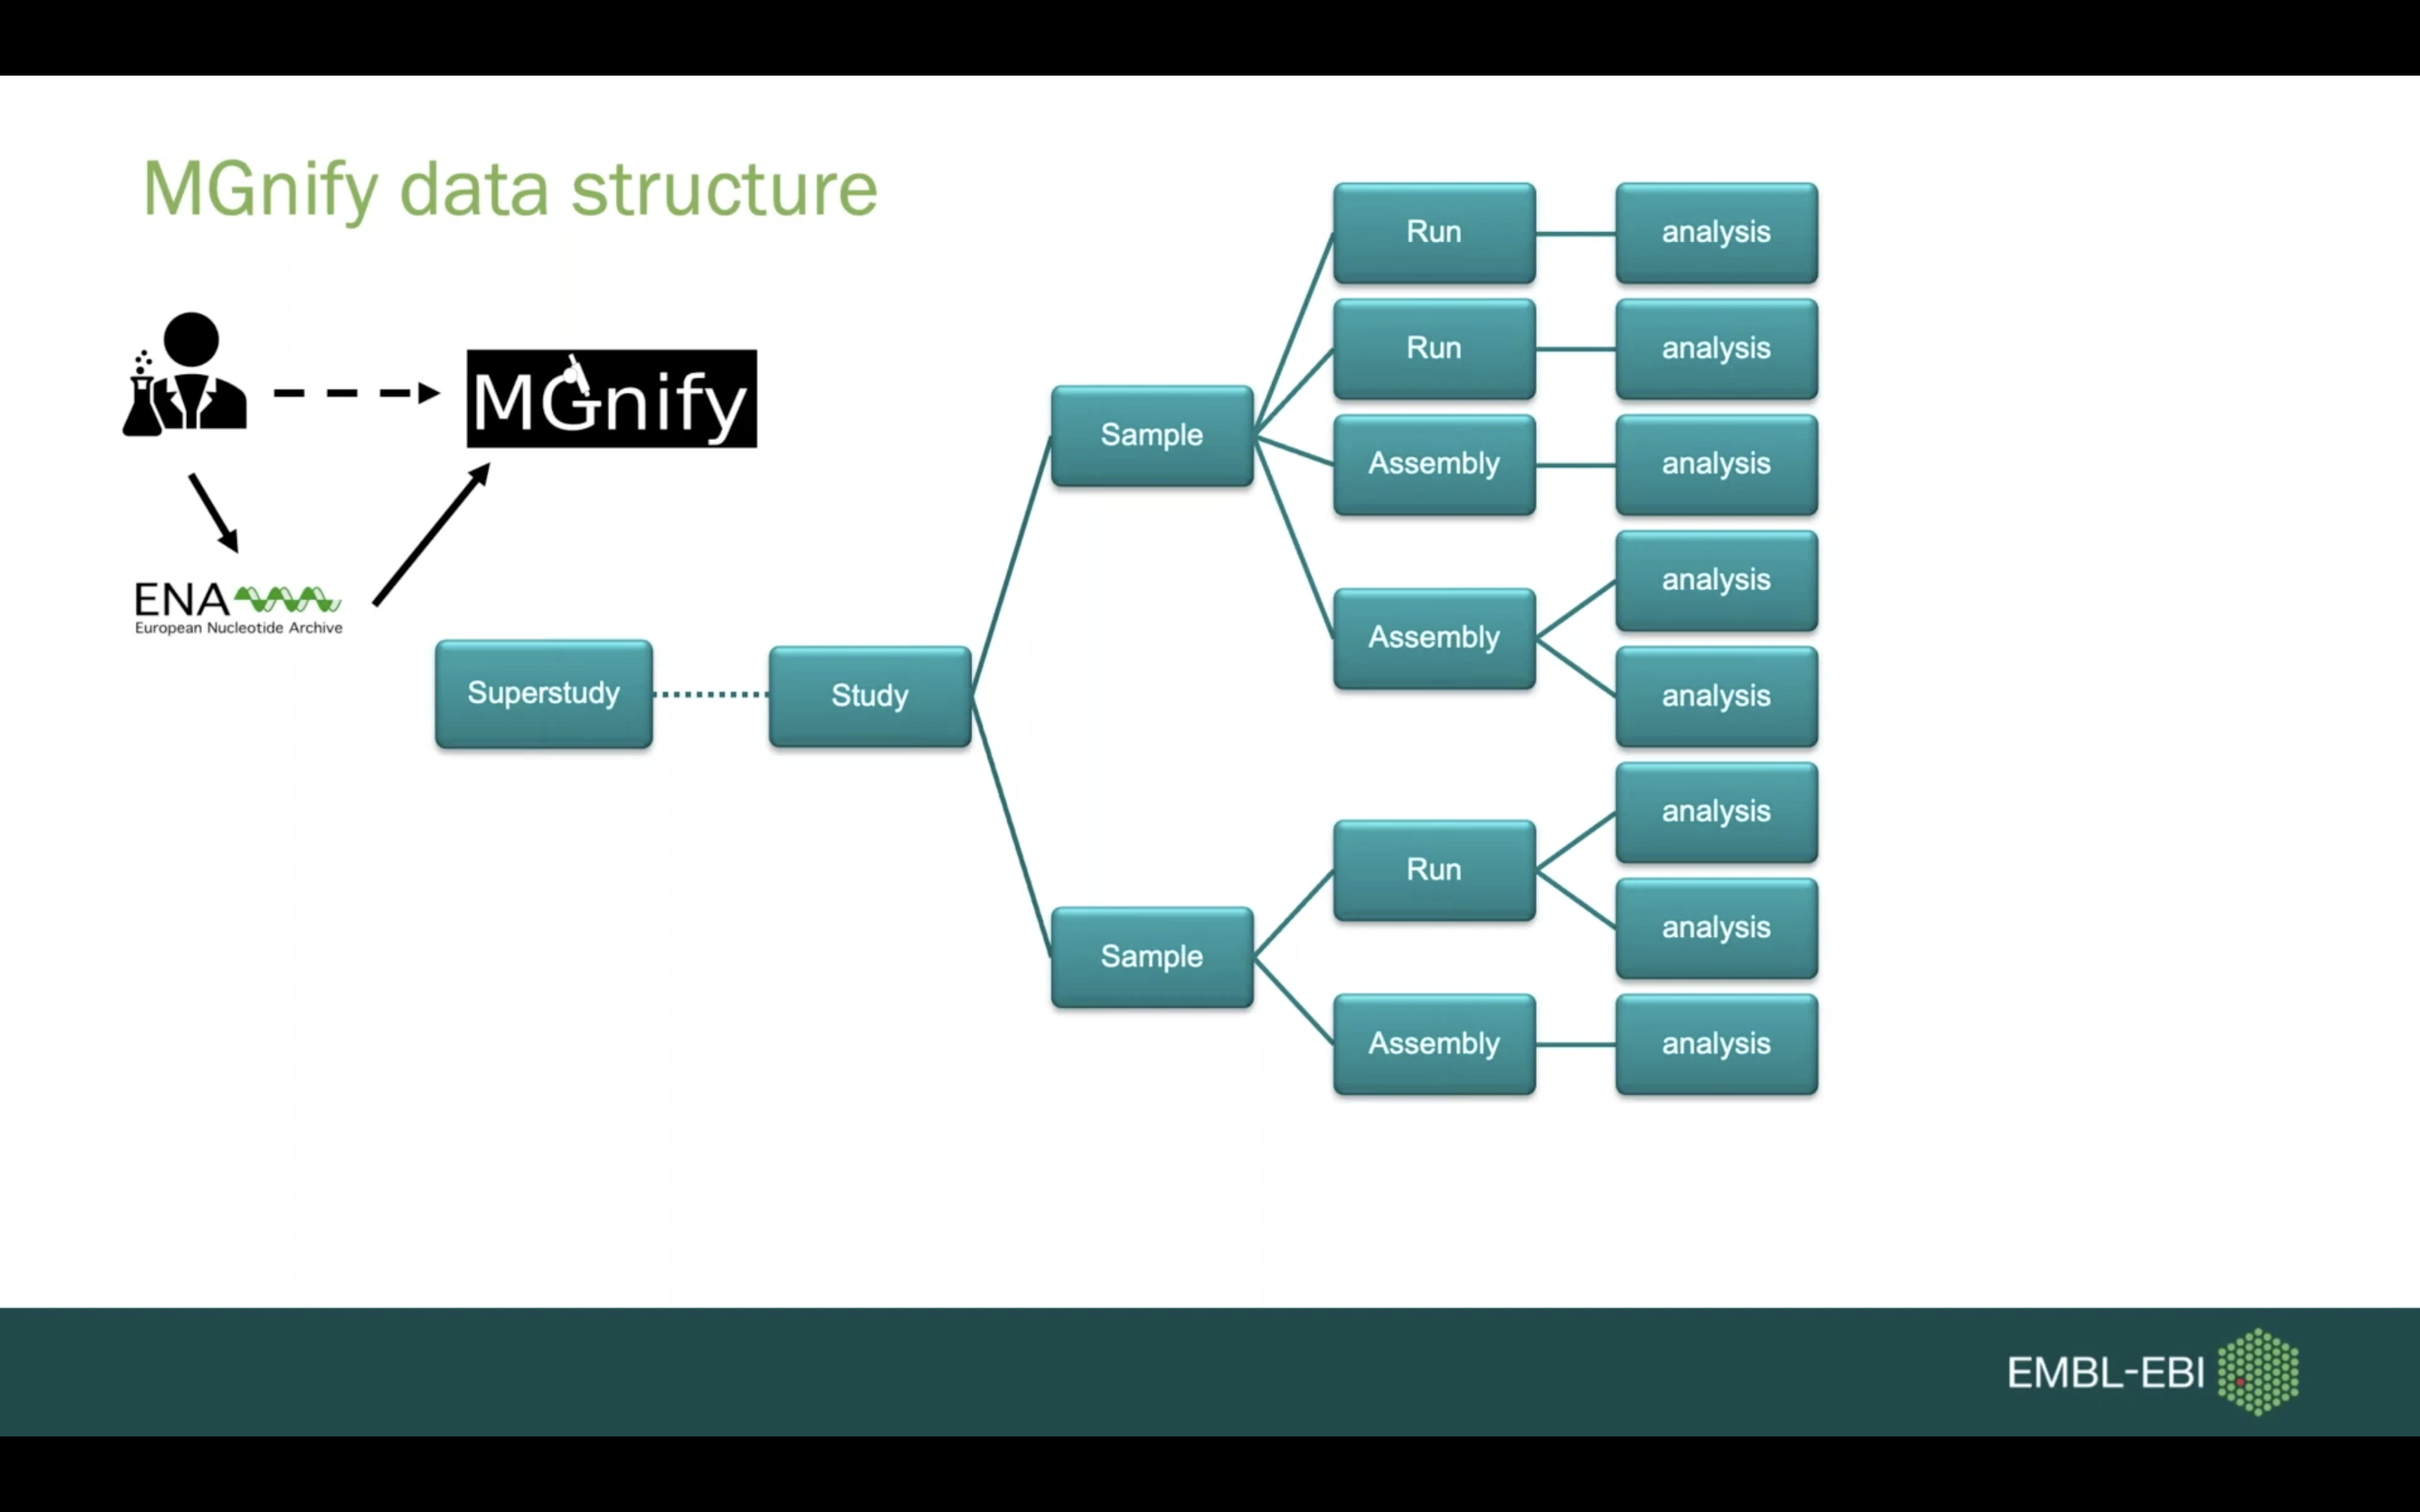 MGnify data structure
MGnify
ENA
European Nucleotide Archive
Superstudy
Study
Sample
Sample
Run
Run
Assembly
Assembly
Run
Assembly
analysis
analysis
analysis
analysis
analysis
analysis
analysis
analysis
EMBL-EBI